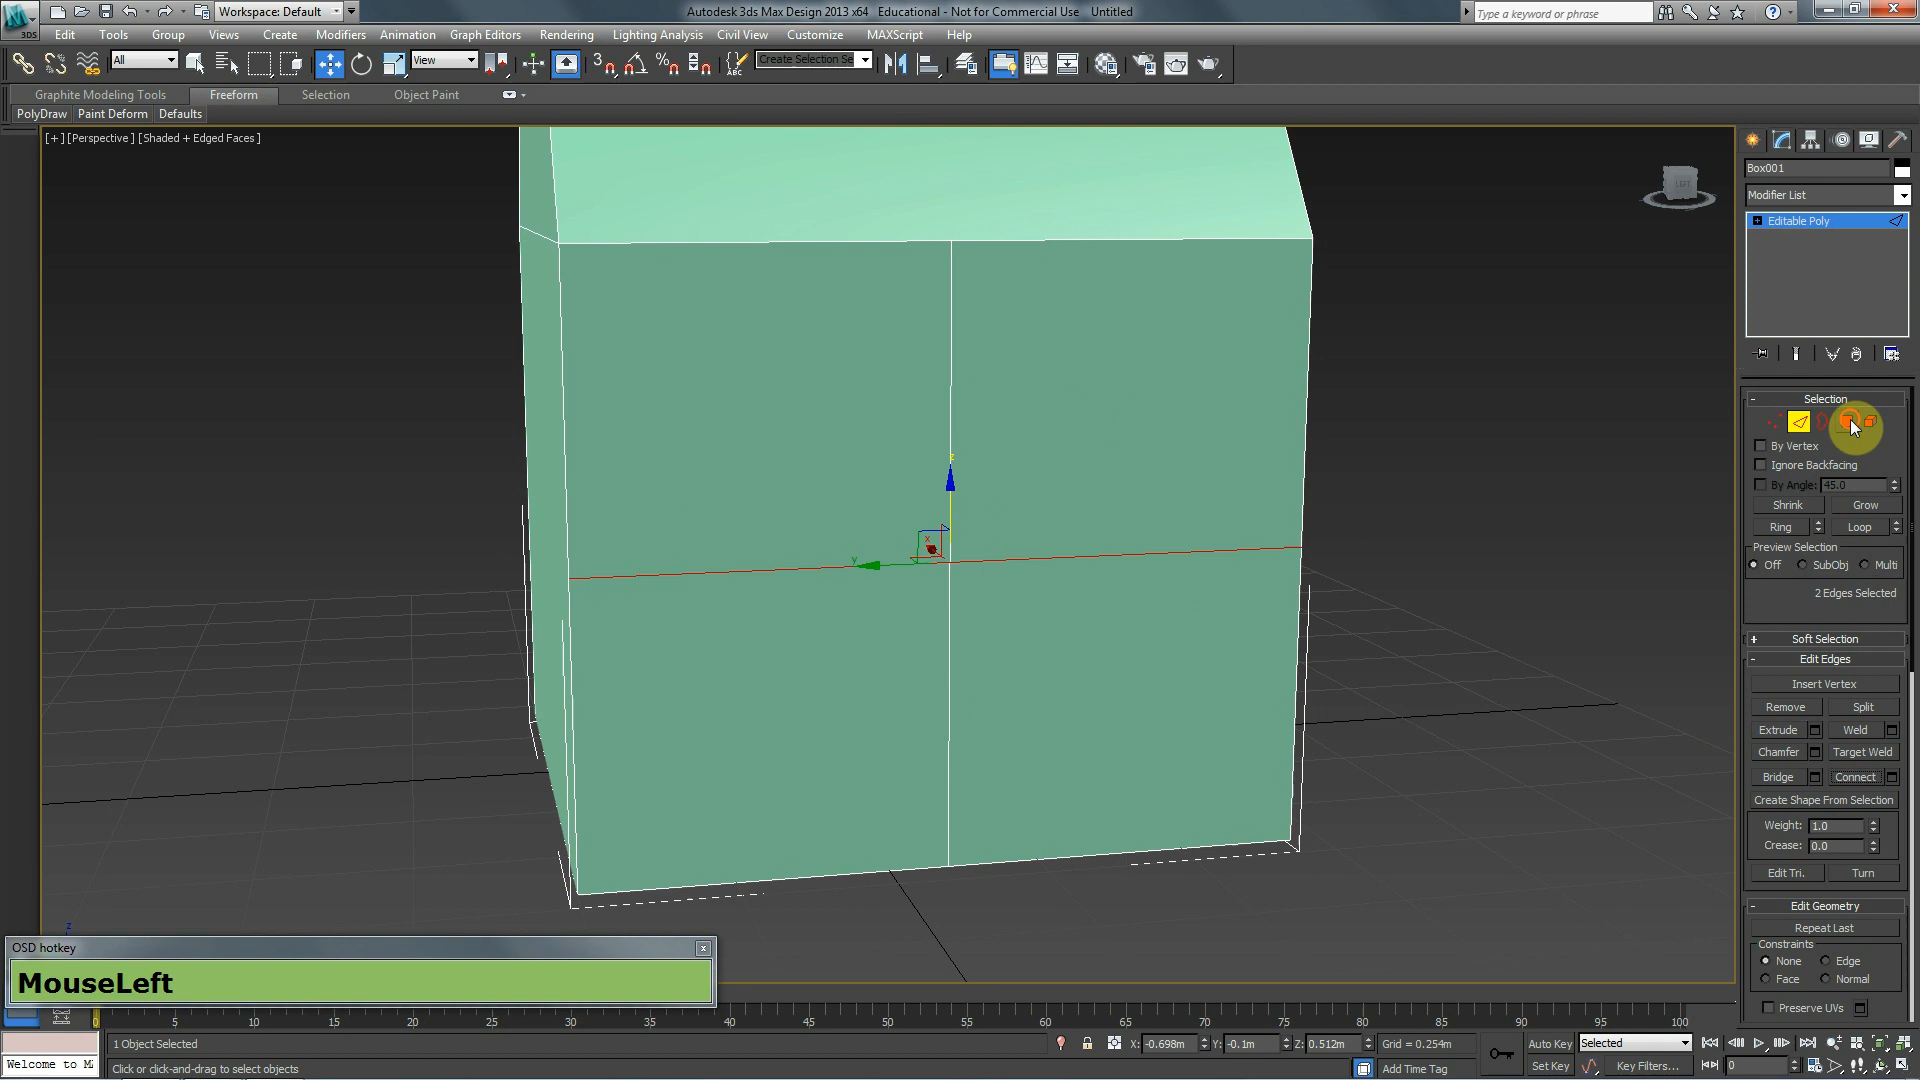 Workspace: Default
Autodesk 3ds Max Design 2013 x64 Educational - Not for Commercial Use Untitled
Type a keyword or phrase
3DS
Edit Tools Group Views Create Modifiers Animation Graph Editors Rendering Lighting Analysis Civil View Customize MAXScript Help
All View 3 % ABC Create Selection Se
Graphite Modeling Tools Freeform Selection Object Paint
PolyDraw Paint Deform Defaults
[ + ] [Perspective ] [Shaded + Edged Faces ]
LEFT
Box001
Modifier List
Editable Poly
- Selection
By Vertex
Ignore Backfacing
By Angle: 45.0
Shrink Grow
Ring Loop
Preview Selection
Off SubObj Multi
2 Edges Selected
+ Soft Selection
- Edit Edges
Insert Vertex
Remove Split
Extrude Weld
Chamfer Target Weld
Bridge Connect
Create Shape From Selection
Weight: 1.0
Crease: 0.0
Edit Tri. Turn
- Edit Geometry
Repeat Last
Constraints
None Edge
Face Normal
Preserve UVs
z
x
y
z
OSD hotkey x
MouseLeft
5 10 15 20 25 30 35 40 45 50 55 60 65 70 75 80 85 90 95 100
1 Object Selected X: -0.698m Y: -0.1m Z: 0.512m Grid = 0.254m Auto Key Selected
Welcome to M Click or click-and-drag to select objects Add Time Tag Set Key Key Filters... 0